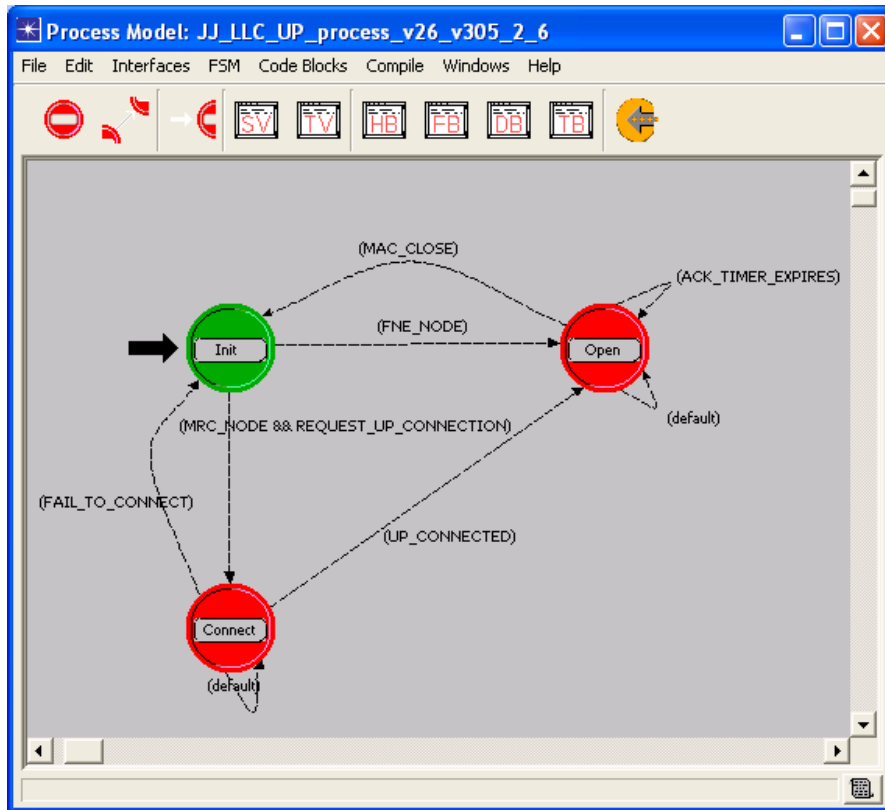 Process Model: JJ_LLC_UP_process_v26_v305_2_6
File Edit Interfaces FSM Code Blocks Compile Windows Help
SV TV HB FB DB TB
(MAC_CLOSE)
(ACK_TIMER_EXPIRES)
(FNE_NODE)
Init
Open
(default)
(MRC_NODE && REQUEST_UP_CONNECTION)
(FAIL_TO_CONNECT)
(UP_CONNECTED)
Connect
(default)